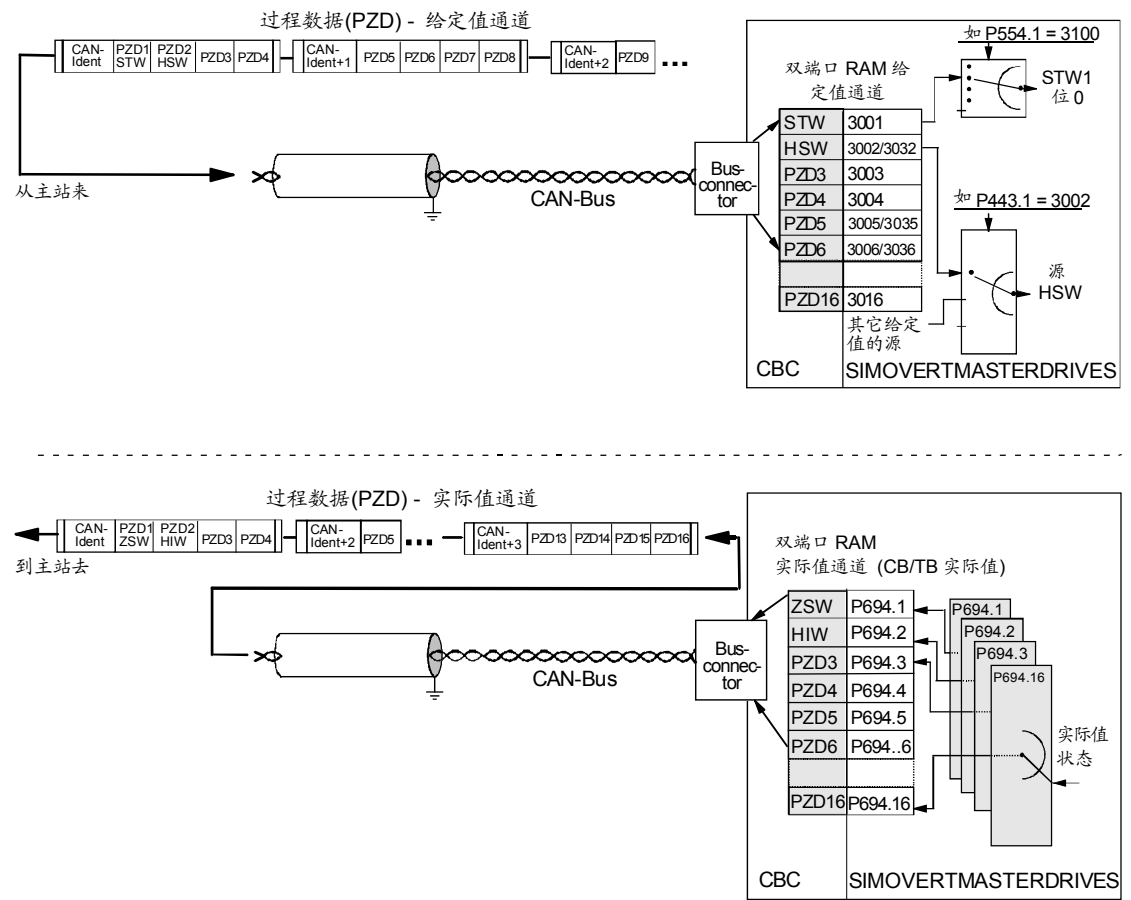 过程数据(PZD) - 给定值通道
CAN-
Ident
PZD1
STW
PZD2
HSW
PZD3
PZD4
CAN-
Ident+1
PZD5
PZD6
PZD7
PZD8
CAN-
Ident+2
PZD9
从主站来
CAN-Bus
Bus-
connec-
tor
双端口 RAM 给
定值通道
STW 3001
HSW 3002/3032
PZD3 3003
PZD4 3004
PZD5 3005/3035
PZD6 3006/3036
PZD16 3016
其它给定
值的源
如 P554.1 = 3100
STW1
位 0
如 P443.1 = 3002
源
HSW
CBC
SIMOVERTMASTERDRIVES
过程数据(PZD) - 实际值通道
CAN-
Ident
PZD1
ZSW
PZD2
HIW
PZD3
PZD4
CAN-
Ident+2
PZD5
CAN-
Ident+3
PZD13
PZD14
PZD15
PZD16
到主站去
CAN-Bus
Bus-
connec-
tor
双端口 RAM
实际值通道 (CB/TB 实际值)
ZSW P694.1
HIW P694.2
PZD3 P694.3
PZD4 P694.4
PZD5 P694.5
PZD6 P694..6
PZD16 P694.16
P694.1
P694.2
P694.3
P694.16
实际值
状态
CBC
SIMOVERTMASTERDRIVES